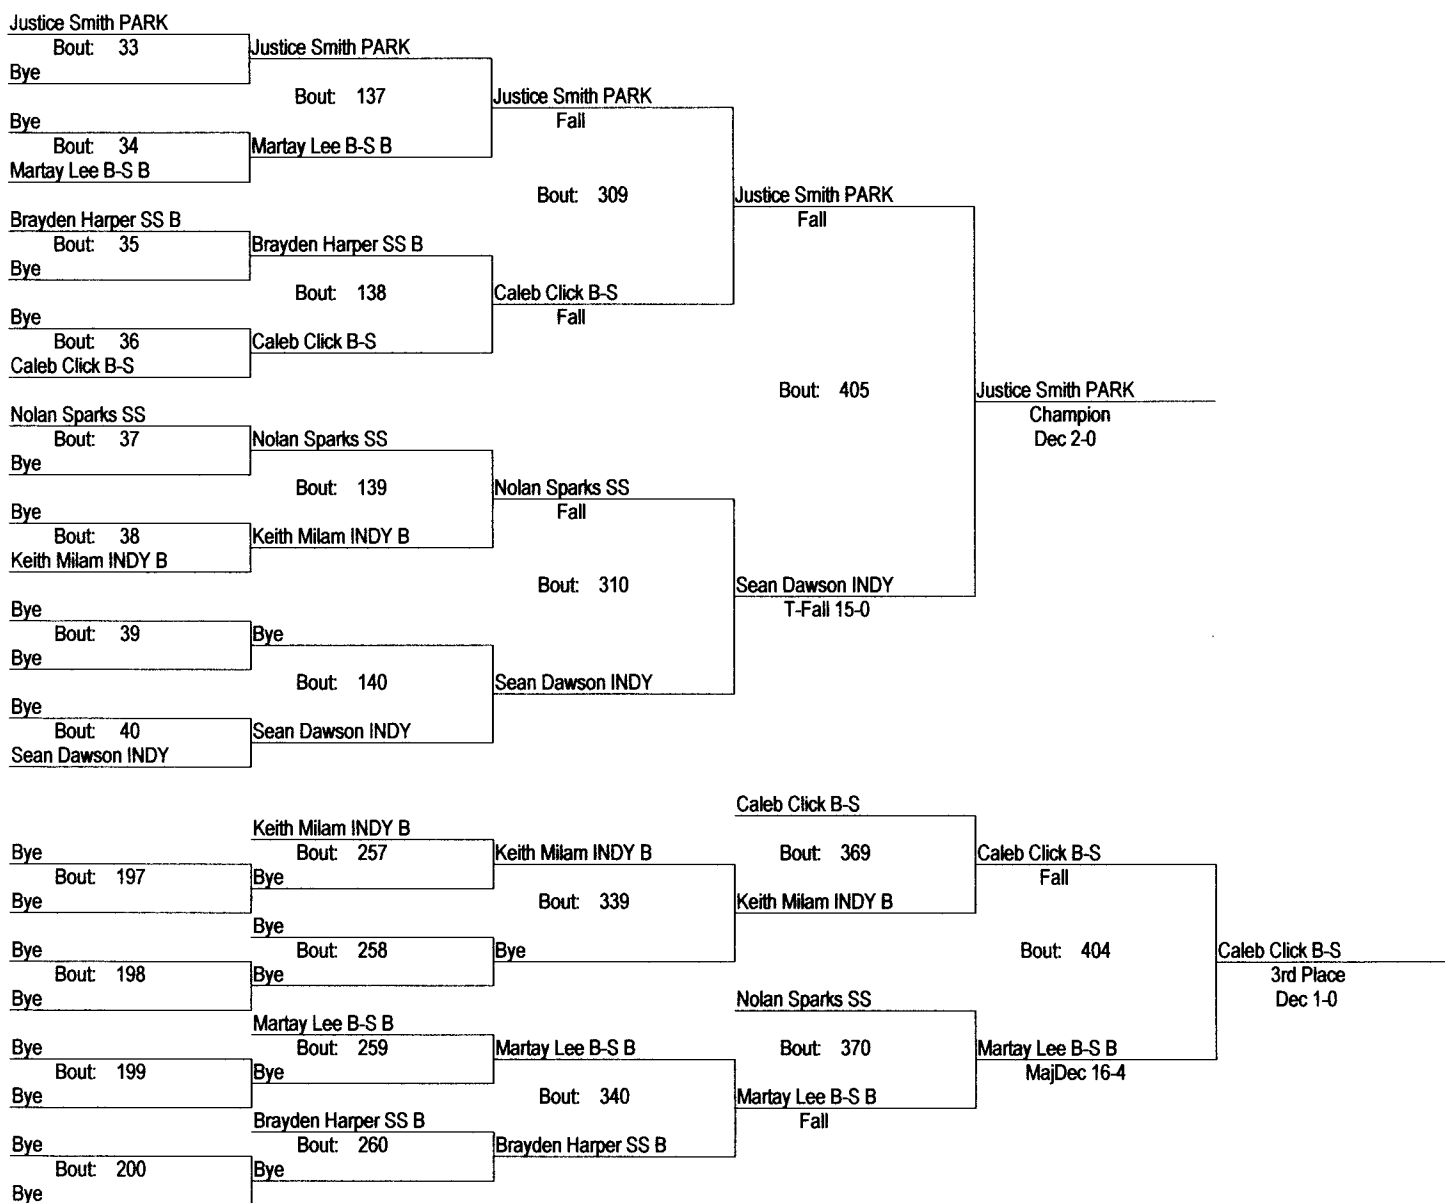 Justice Smith PARK
Bout: 33
Justice Smith PARK
Bye
Bout: 137
Justice Smith PARK
Fall
Bye
Bout: 34
Martay Lee B-S B
Martay Lee B-S B
Bout: 309
Justice Smith PARK
Fall
Brayden Harper SS B
Bout: 35
Brayden Harper SS B
Bye
Bout: 138
Caleb Click B-S
Fall
Bye
Bout: 36
Caleb Click B-S
Caleb Click B-S
Bout: 405
Justice Smith PARK
Champion
Dec 2-0
Nolan Sparks SS
Bout: 37
Nolan Sparks SS
Bye
Bout: 139
Nolan Sparks SS
Fall
Bye
Bout: 38
Keith Milam INDY B
Keith Milam INDY B
Bout: 310
Sean Dawson INDY
T-Fall 15-0
Bye
Bout: 39
Bye
Bye
Bout: 140
Sean Dawson INDY
Bye
Bout: 40
Sean Dawson INDY
Sean Dawson INDY
Caleb Click B-S
Keith Milam INDY B
Bye
Bout: 257
Keith Milam INDY B
Bout: 369
Caleb Click B-S
Fall
Bout: 197
Bye
Bye
Bout: 339
Keith Milam INDY B
Bye
Bye
Bout: 258
Bye
Bout: 404
Caleb Click B-S
3rd Place
Dec 1-0
Bout: 198
Bye
Bye
Nolan Sparks SS
Martay Lee B-S B
Bye
Bout: 259
Martay Lee B-S B
Bout: 370
Martay Lee B-S B
MajDec 16-4
Bout: 199
Bye
Bye
Bout: 340
Martay Lee B-S B
Fall
Brayden Harper SS B
Bye
Bout: 260
Brayden Harper SS B
Bout: 200
Bye
Bye